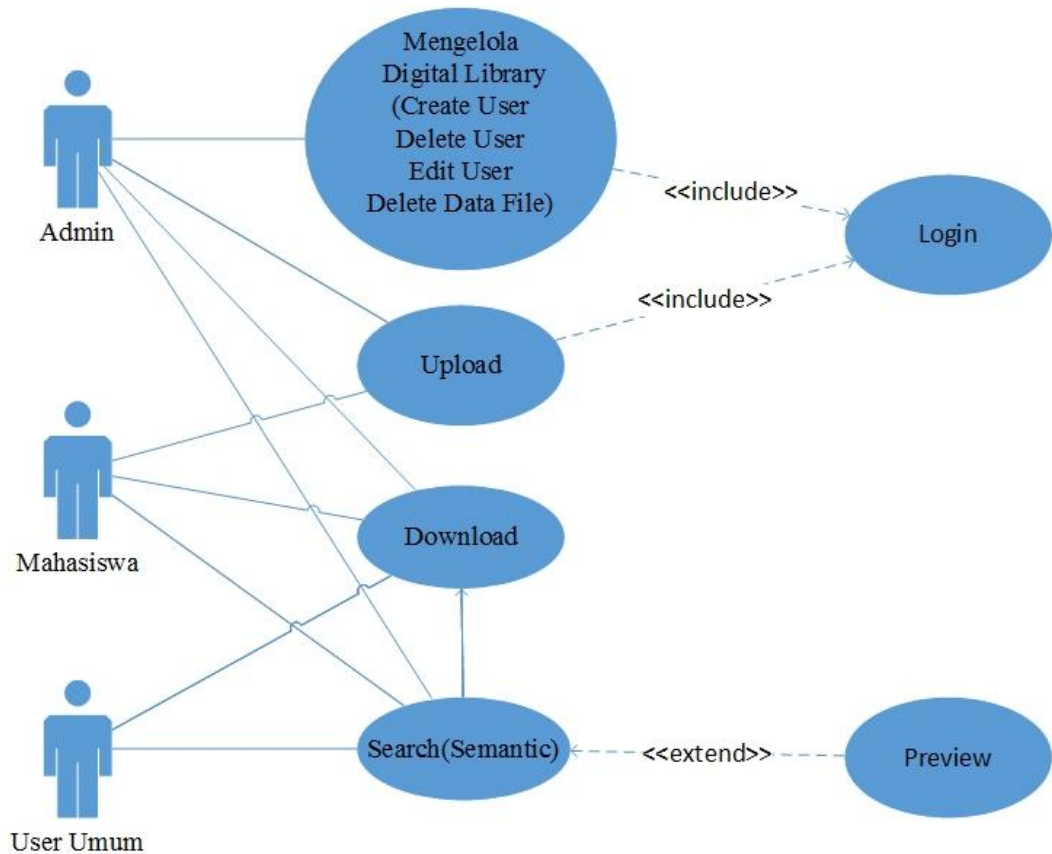 Mengelola
Digital Library
(Create User
Delete User
Edit User
Delete Data File)
Admin
<<include>>
Login
<<include>>
Upload
Mahasiswa
Download
Search(Semantic)
<<extend>>
Preview
User Umum